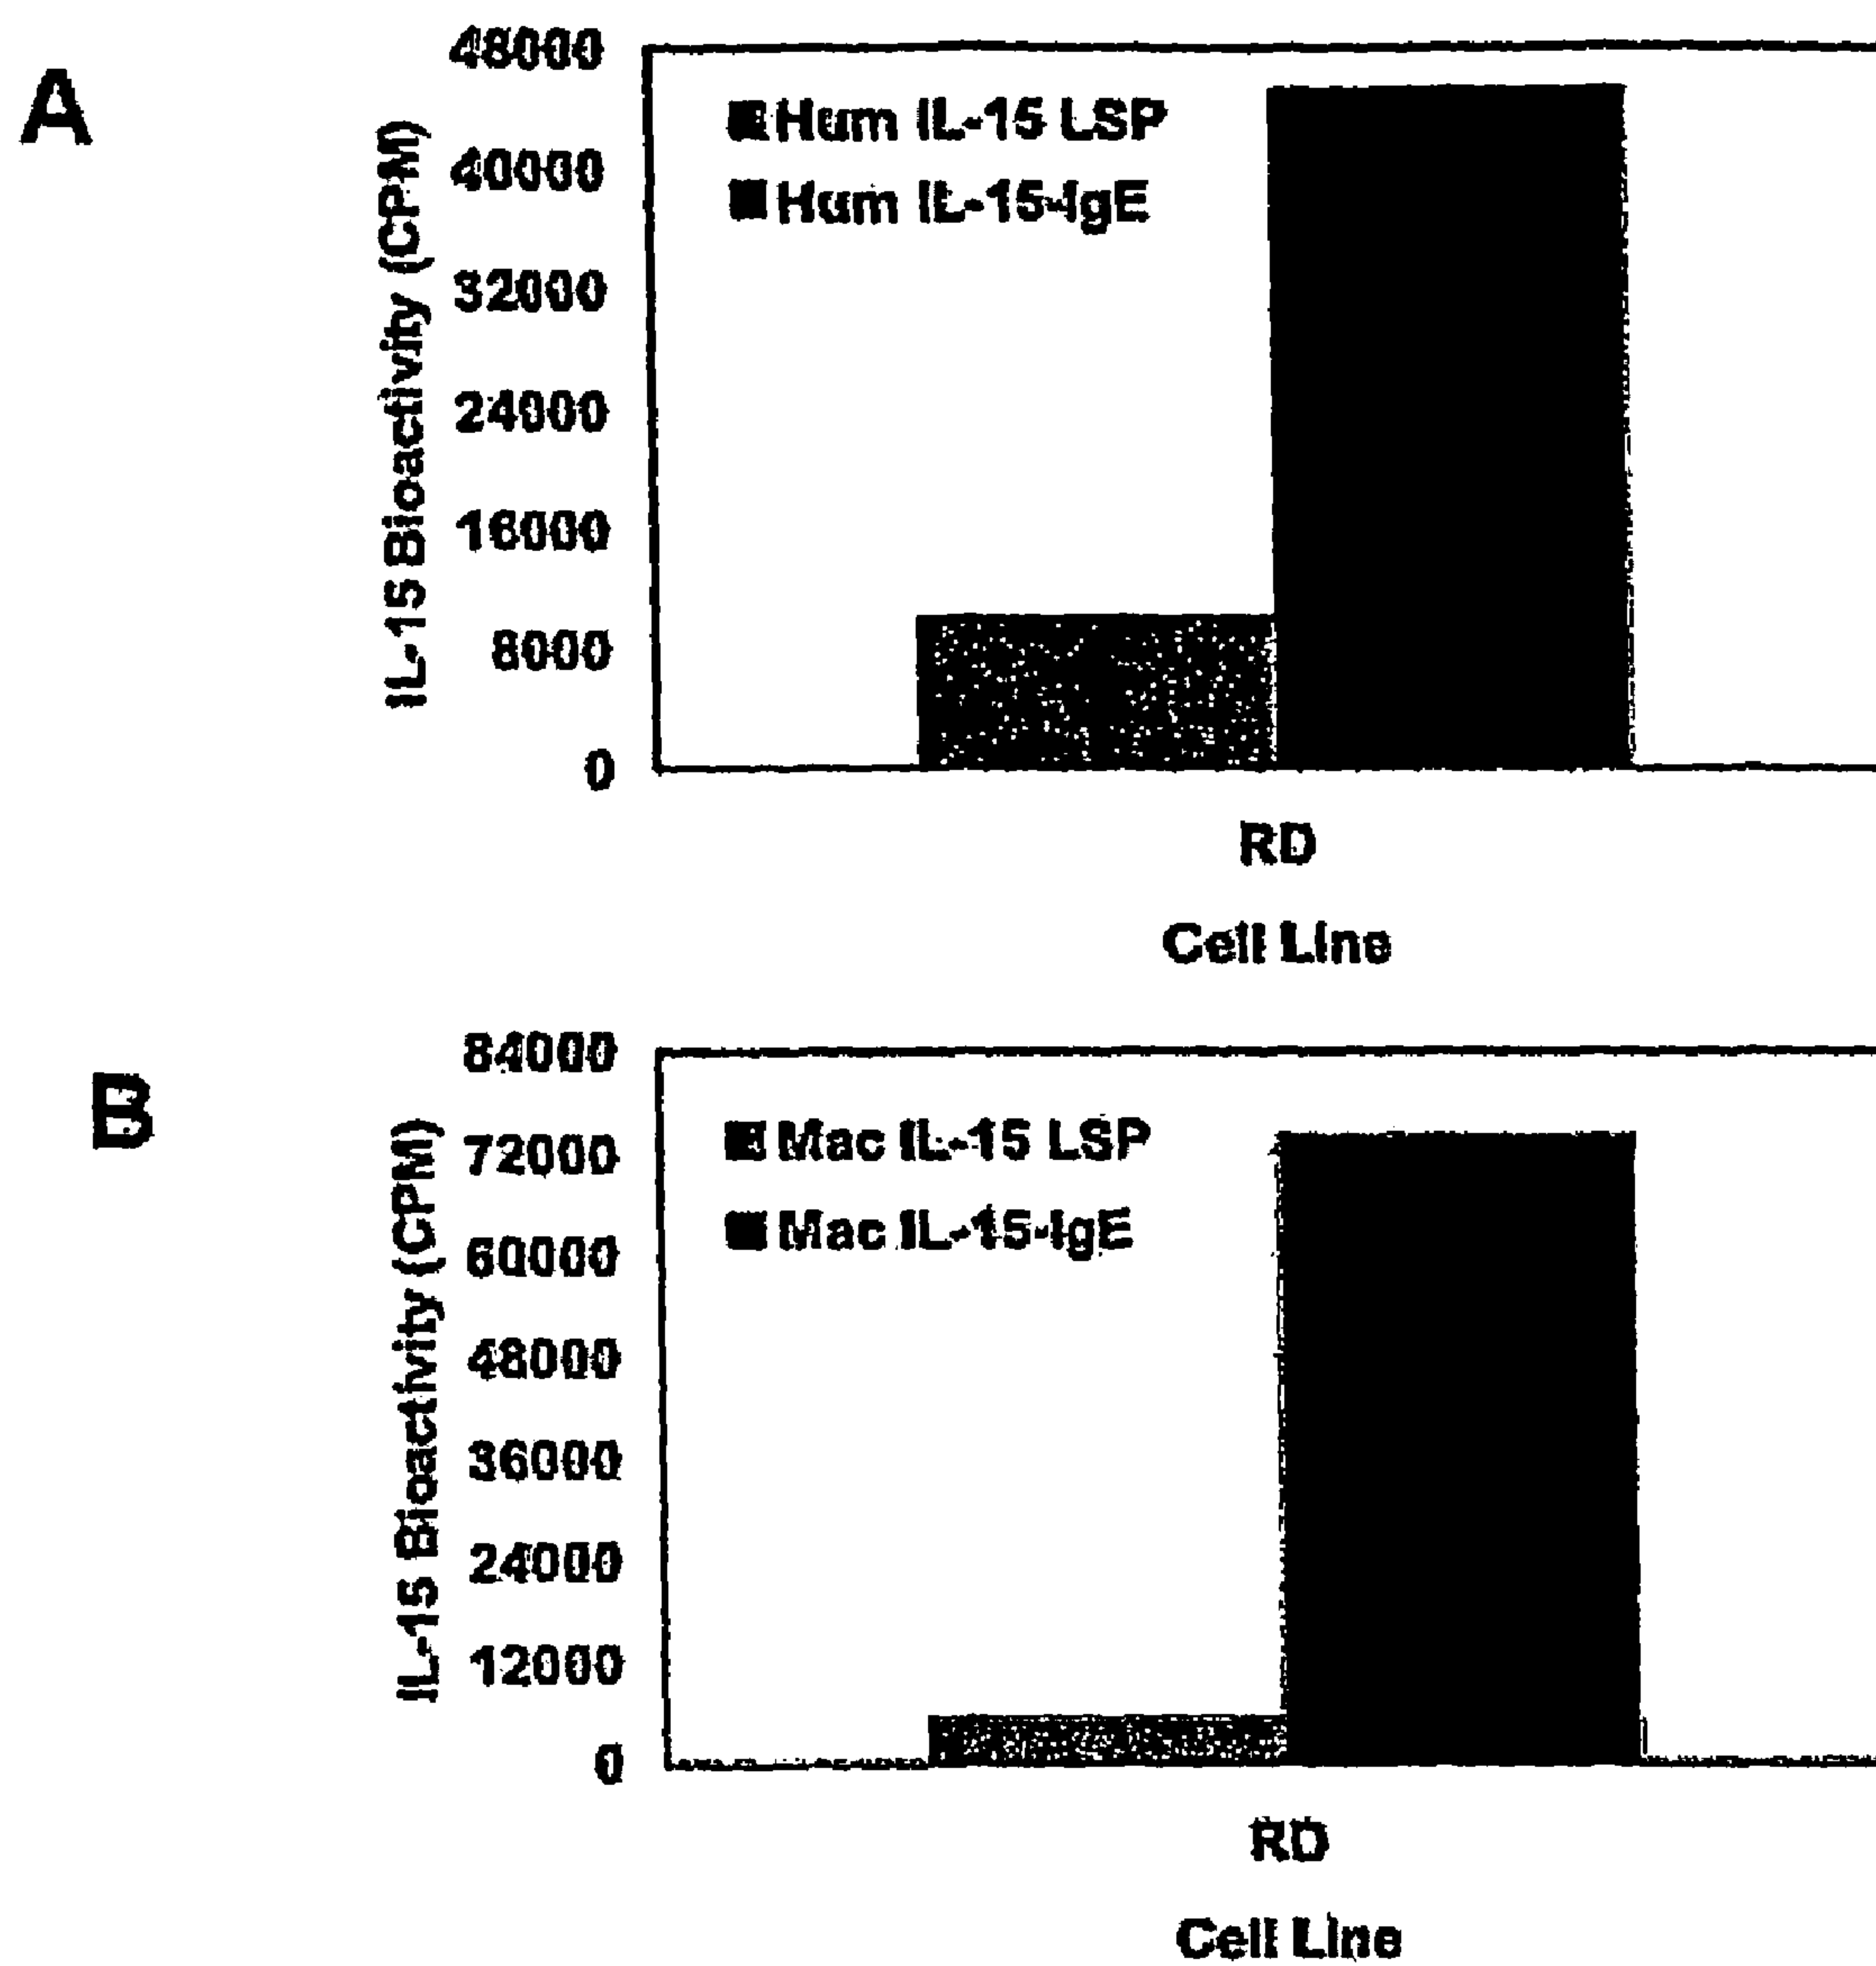 A
IL-15 Bioactivity (CPM)
48000
40000
32000
24000
16000
8000
0
Hum IL-15 LSP
Hum IL-15-IgE
RD
Cell Line
B
IL-15 Bioactivity (CPM)
84000
72000
60000
48000
36000
24000
12000
0
Mac IL-15 LSP
Mac IL-15-IgE
RD
Cell Line